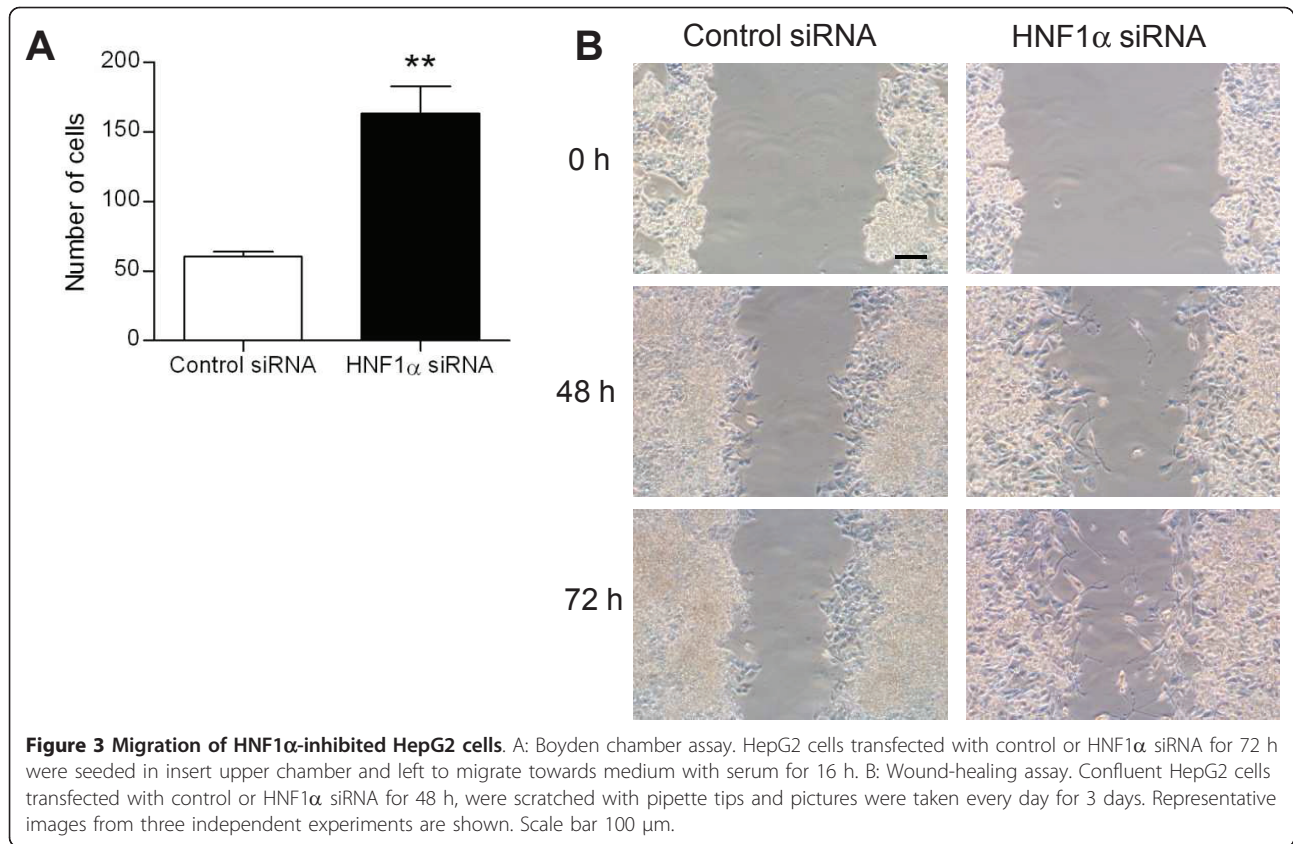 A
200
150
100
50
0
Number of cells
**
Control siRNA
HNF1α siRNA
B
Control siRNA
HNF1α siRNA
0 h
48 h
72 h
Figure 3 Migration of HNF1α-inhibited HepG2 cells. A: Boyden chamber assay. HepG2 cells transfected with control or HNF1α siRNA for 72 h
were seeded in insert upper chamber and left to migrate towards medium with serum for 16 h. B: Wound-healing assay. Confluent HepG2 cells
transfected with control or HNF1α siRNA for 48 h, were scratched with pipette tips and pictures were taken every day for 3 days. Representative
images from three independent experiments are shown. Scale bar 100 μm.